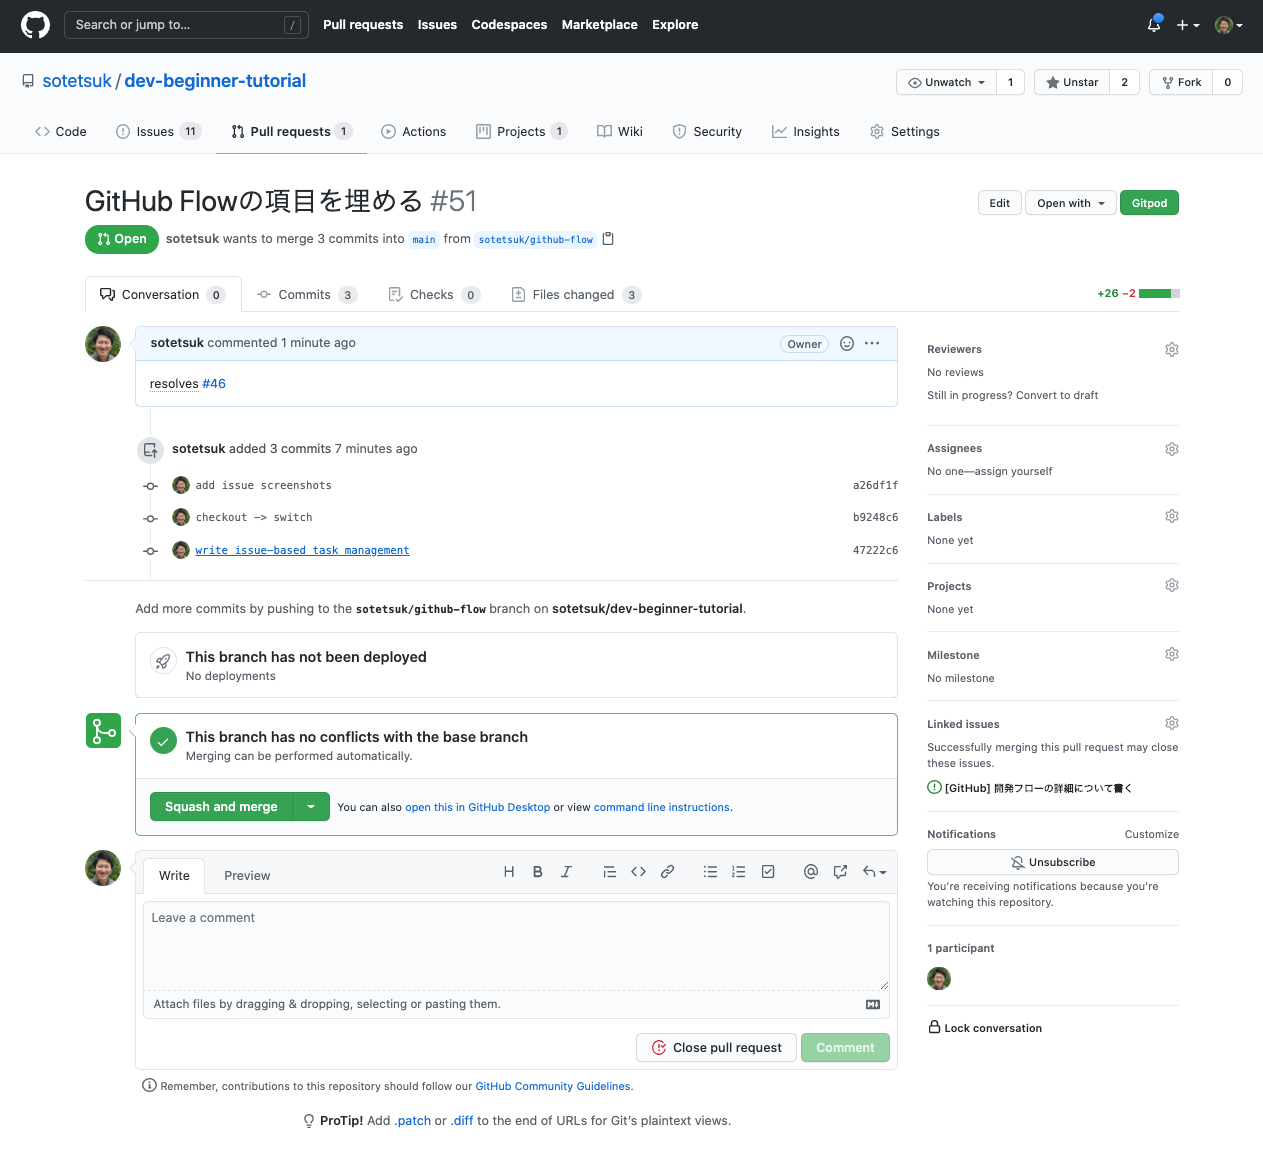 Search or jump to... /
Pull requests Issues Codespaces Marketplace Explore
sotetsuk / dev-beginner-tutorial
Unwatch 1 Unstar 2 Fork 0
Code Issues 11 Pull requests 1 Actions Projects 1 Wiki Security Insights Settings
GitHub Flowの項目を埋める #51
Edit Open with Gitpod
Open sotetsuk wants to merge 3 commits into main from sotetsuk/github-flow
Conversation 0 Commits 3 Checks 0 Files changed 3
+26 −2
sotetsuk commented 1 minute ago Owner
resolves #46
sotetsuk added 3 commits 7 minutes ago
add issue screenshots a26df1f
checkout -> switch b9248c6
write issue-based task management 47222c6
Add more commits by pushing to the sotetsuk/github-flow branch on sotetsuk/dev-beginner-tutorial.
This branch has not been deployed
No deployments
This branch has no conflicts with the base branch
Merging can be performed automatically.
Squash and merge You can also open this in GitHub Desktop or view command line instructions.
Write Preview
Leave a comment
Attach files by dragging & dropping, selecting or pasting them.
Close pull request Comment
Remember, contributions to this repository should follow our GitHub Community Guidelines.
ProTip! Add .patch or .diff to the end of URLs for Git's plaintext views.
Reviewers
No reviews
Still in progress? Convert to draft
Assignees
No one—assign yourself
Labels
None yet
Projects
None yet
Milestone
No milestone
Linked issues
Successfully merging this pull request may close
these issues.
[GitHub] 開発フローの詳細について書く
Notifications Customize
Unsubscribe
You're receiving notifications because you're
watching this repository.
1 participant
Lock conversation